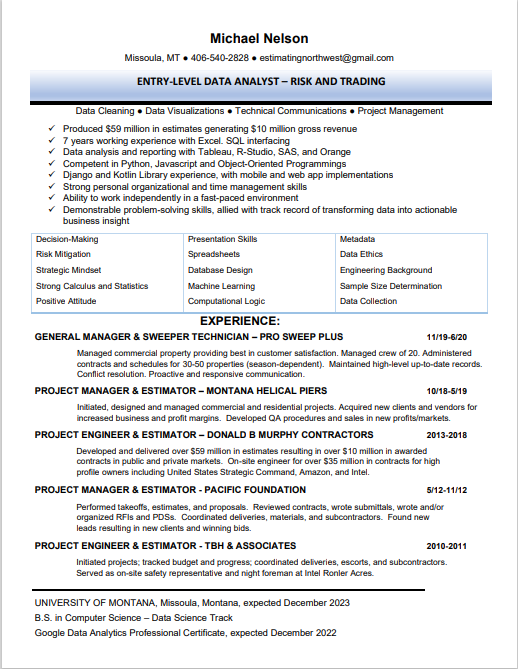 Michael Nelson
Missoula, MT ● 406-540-2828 ● estimatingnorthwest@gmail.com
ENTRY-LEVEL DATA ANALYST – RISK AND TRADING
Data Cleaning ● Data Visualizations ● Technical Communications ● Project Management
✓ Produced $59 million in estimates generating $10 million gross revenue
✓ 7 years working experience with Excel. SQL interfacing
✓ Data analysis and reporting with Tableau, R-Studio, SAS, and Orange
✓ Competent in Python, Javascript and Object-Oriented Programmings
✓ Django and Kotlin Library experience, with mobile and web app implementations
✓ Strong personal organizational and time management skills
✓ Ability to work independently in a fast-paced environment
✓ Demonstrable problem-solving skills, allied with track record of transforming data into actionable
business insight
Decision-Making Presentation Skills Metadata
Risk Mitigation Spreadsheets Data Ethics
Strategic Mindset Database Design Engineering Background
Strong Calculus and Statistics Machine Learning Sample Size Determination
Positive Attitude Computational Logic Data Collection
EXPERIENCE:
GENERAL MANAGER & SWEEPER TECHNICIAN – PRO SWEEP PLUS 11/19-6/20
Managed commercial property providing best in customer satisfaction. Managed crew of 20. Administered
contracts and schedules for 30-50 properties (season-dependent). Maintained high-level up-to-date records.
Conflict resolution. Proactive and responsive communication.
PROJECT MANAGER & ESTIMATOR – MONTANA HELICAL PIERS 10/18-5/19
Initiated, designed and managed commercial and residential projects. Acquired new clients and vendors for
increased business and profit margins. Developed QA procedures and sales in new profits/markets.
PROJECT ENGINEER & ESTIMATOR – DONALD B MURPHY CONTRACTORS 2013-2018
Developed and delivered over $59 million in estimates resulting in over $10 million in awarded
contracts in public and private markets. On-site engineer for over $35 million in contracts for high
profile owners including United States Strategic Command, Amazon, and Intel.
PROJECT MANAGER & ESTIMATOR - PACIFIC FOUNDATION 5/12-11/12
Performed takeoffs, estimates, and proposals. Reviewed contracts, wrote submittals, wrote and/or
organized RFIs and PDSs. Coordinated deliveries, materials, and subcontractors. Found new
leads resulting in new clients and winning bids.
PROJECT ENGINEER & ESTIMATOR - TBH & ASSOCIATES 2010-2011
Initiated projects; tracked budget and progress; coordinated deliveries, escorts, and subcontractors.
Served as on-site safety representative and night foreman at Intel Ronler Acres.
UNIVERSITY OF MONTANA, Missoula, Montana, expected December 2023
B.S. in Computer Science – Data Science Track
Google Data Analytics Professional Certificate, expected December 2022